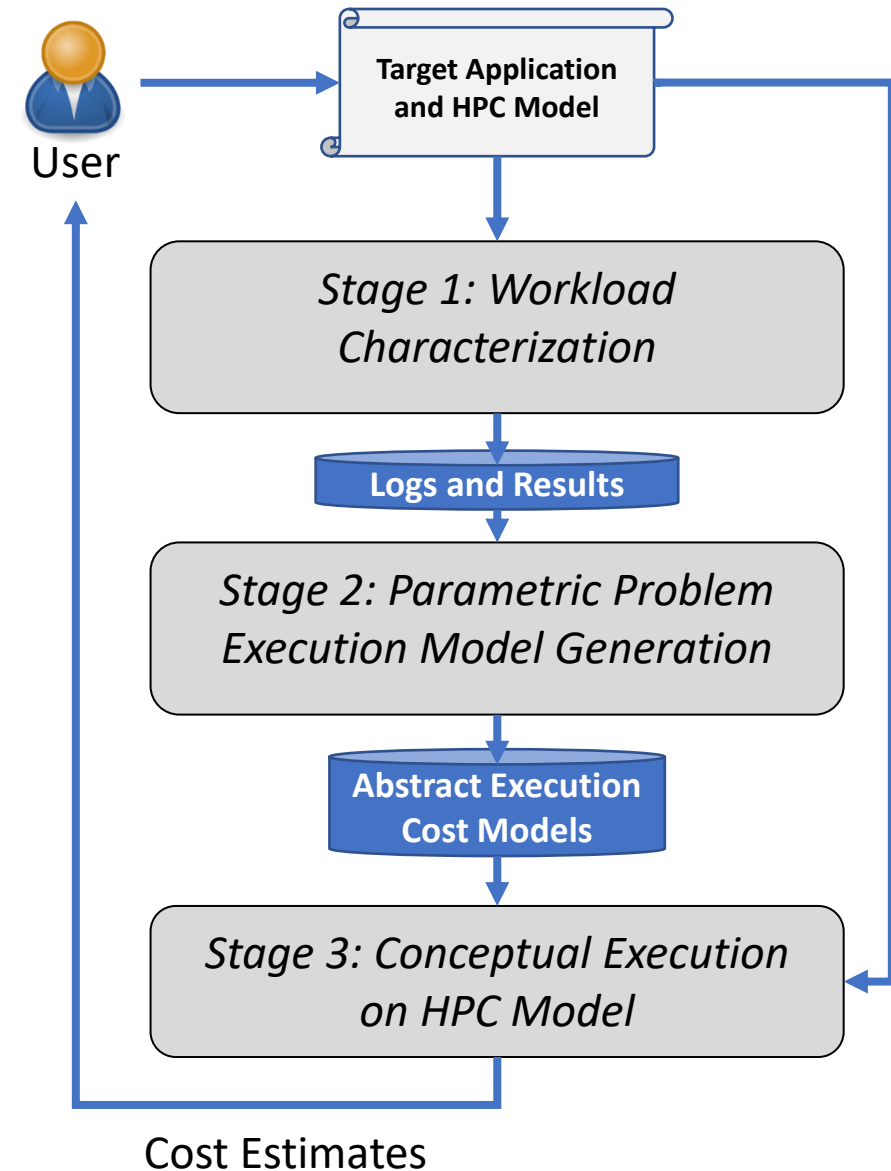 Target Application
and HPC Model
User
Stage 1: Workload
Characterization
Logs and Results
Stage 2: Parametric Problem
Execution Model Generation
Abstract Execution
Cost Models
Stage 3: Conceptual Execution
on HPC Model
Cost Estimates